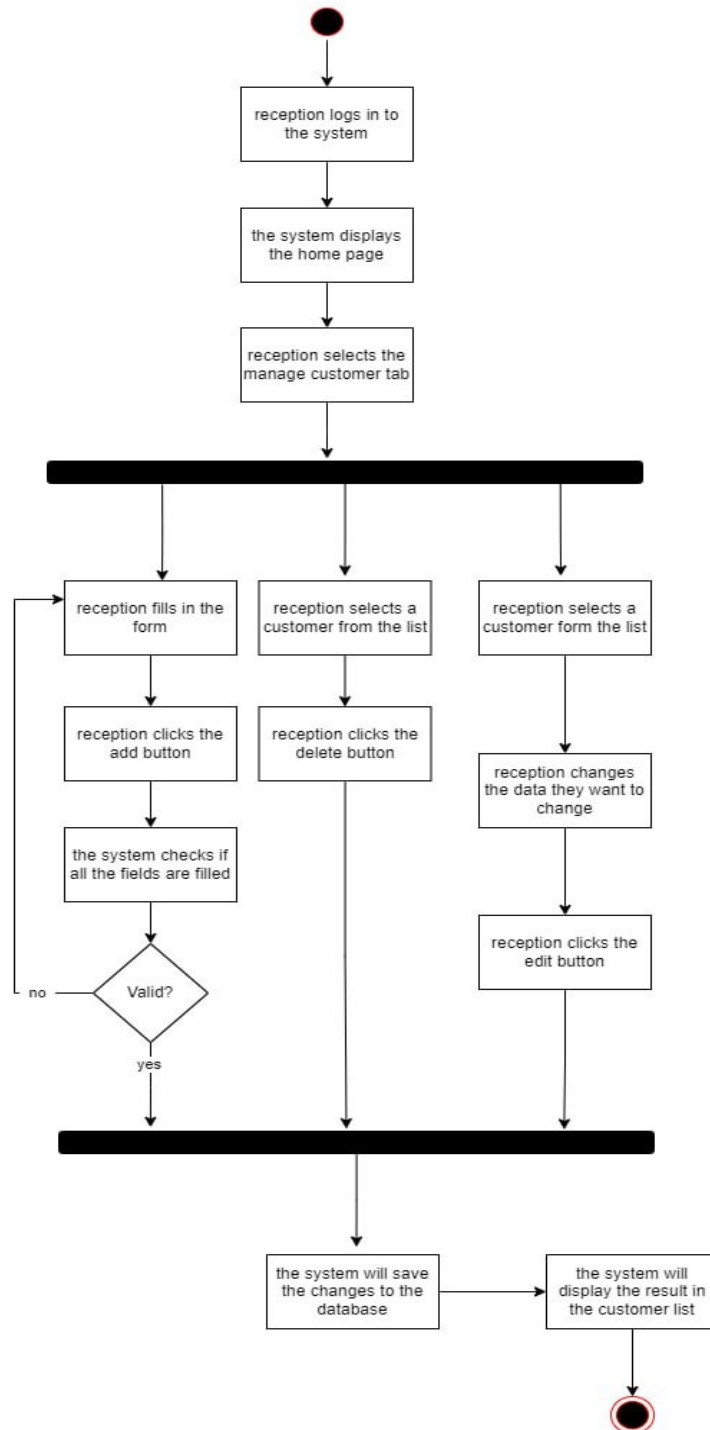 reception logs in to
the system
the system displays
the home page
reception selects the
manage customer tab
reception fills in the
form
reception clicks the
add button
the system checks if
all the fields are filled
Valid?
no
yes
reception selects a
customer from the list
reception clicks the
delete button
reception selects a
customer form the list
reception changes
the data they want to
change
reception clicks the
edit button
the system will save
the changes to the
database
the system will
display the result in
the customer list